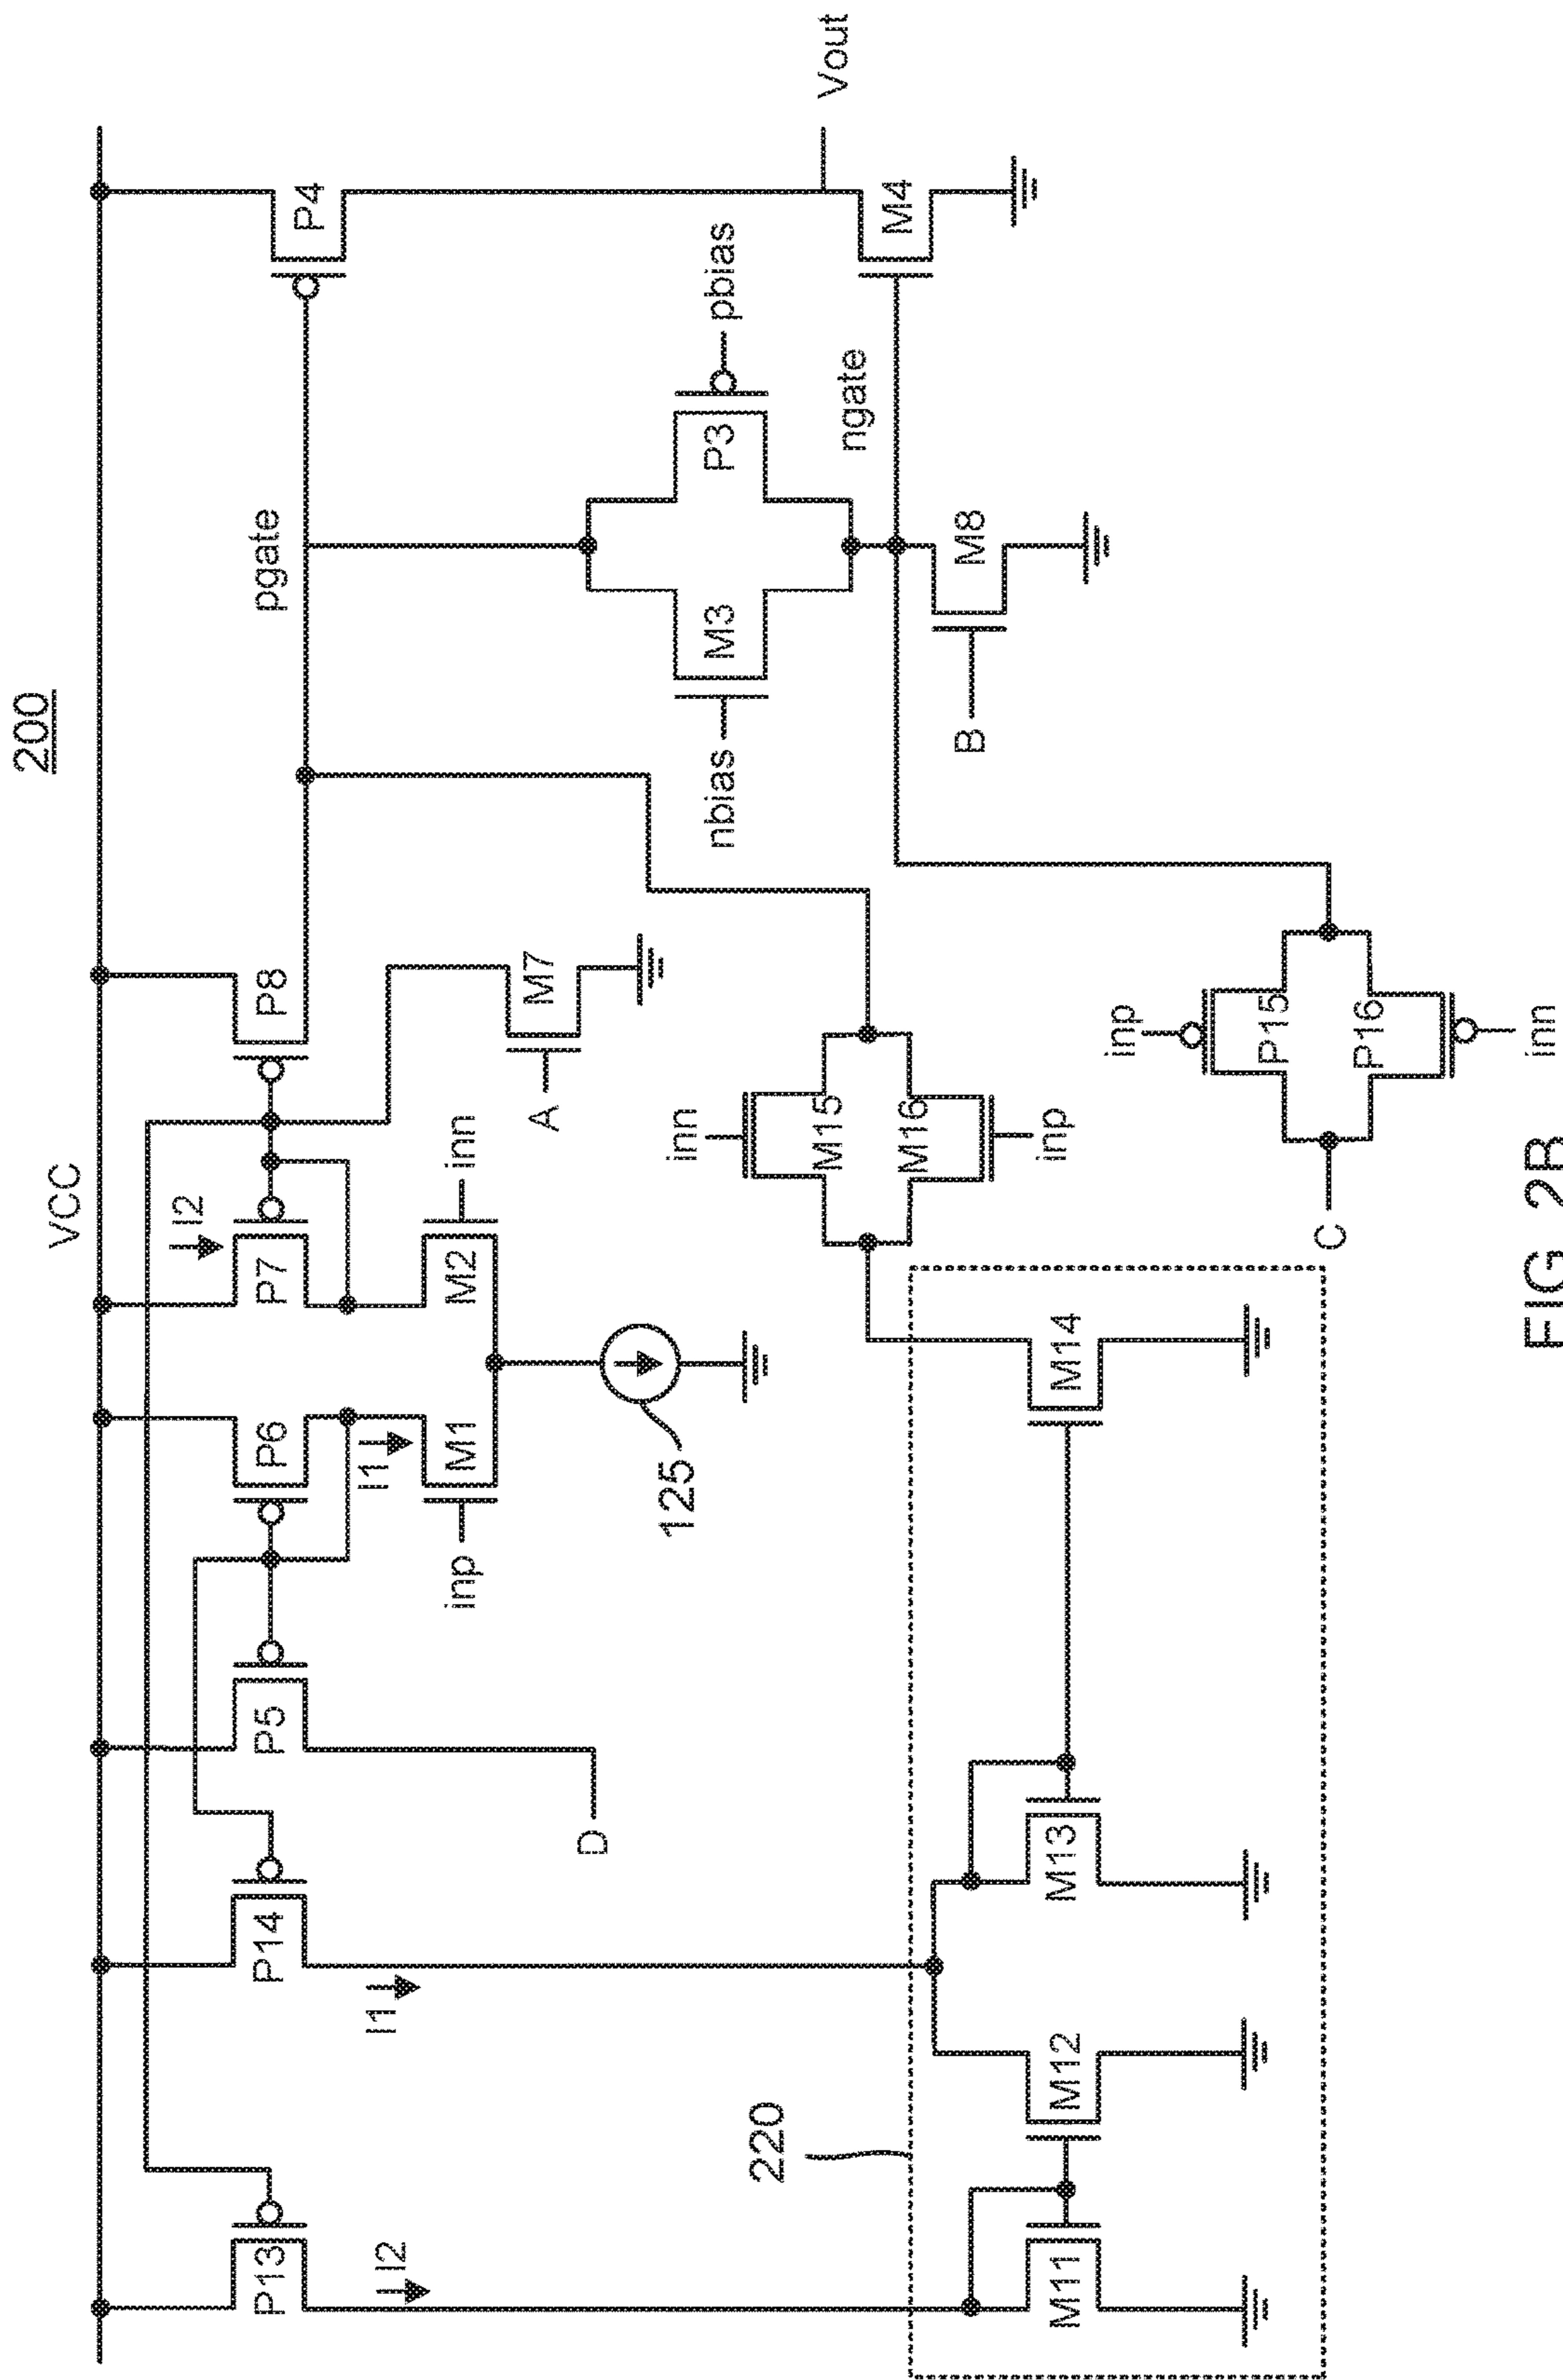 200
VCC
P13
P14
P5
P6
P7
I2
P8
P4
pgate
I2
I1
I1
D
inp
M1
M2
inn
A
M7
125
nbias
M3
P3
pbias
Vout
220
inn
M15
M16
inp
ngate
M4
B
M8
M11
M12
M13
M14
inp
P15
P16
inn
C
FIG. 2B